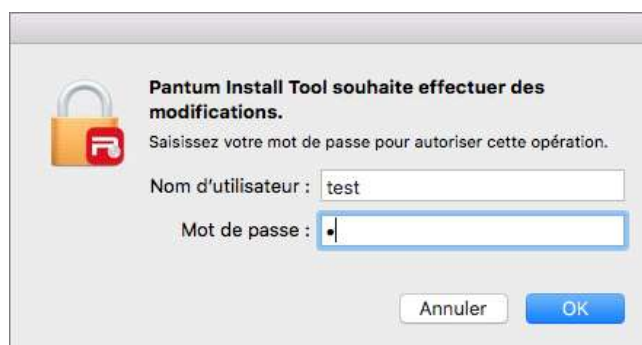 Pantum Install Tool souhaite effectuer des
modifications.
Saisissez votre mot de passe pour autoriser cette opération.
Nom d'utilisateur : test
Mot de passe : •
Annuler OK